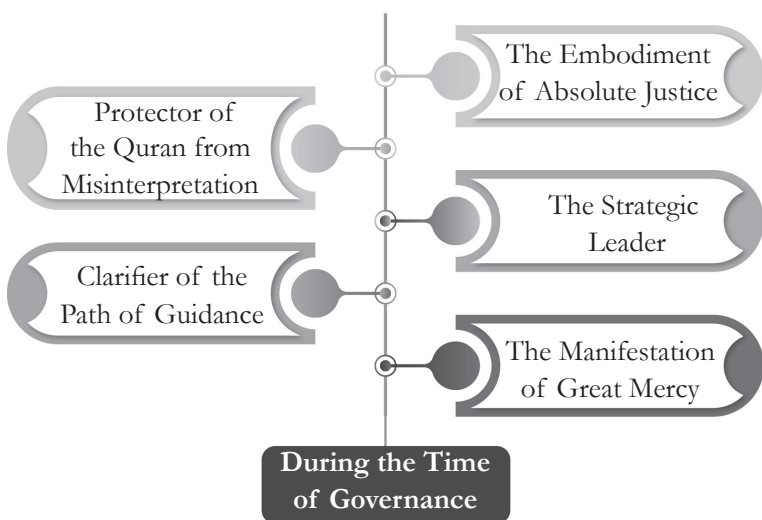 The Embodiment
of Absolute Justice
Protector of
the Quran from
Misinterpretation
The Strategic
Leader
Clarifier of the
Path of Guidance
The Manifestation
of Great Mercy
During the Time
of Governance